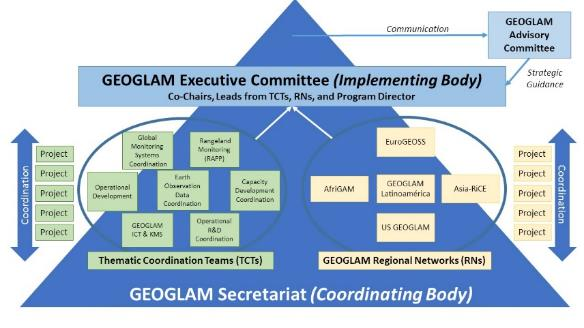 Communication
GEOGLAM
Advisory
Committee
GEOGLAM Executive Committee (Implementing Body)
Co-Chairs, Leads from TCTs, RNs, and Program Director
Strategic
Guidance
Coordination
Project
Project
Project
Project
Project
Global
Monitoring
Systems
Coordination
Rangeland
Monitoring
(RAPP)
Operational
Development
Earth
Observation
Data
Coordination
Capacity
Development
Coordination
GEOGLAM
ICT & KMS
Operational
R&D
Coordination
Thematic Coordination Teams (TCTs)
EuroGEOSS
AfriGAM
GEOGLAM
Latinoamérica
Asia-RiCE
US GEOGLAM
GEOGLAM Regional Networks (RNs)
Project
Project
Project
Project
Project
Coordination
GEOGLAM Secretariat (Coordinating Body)